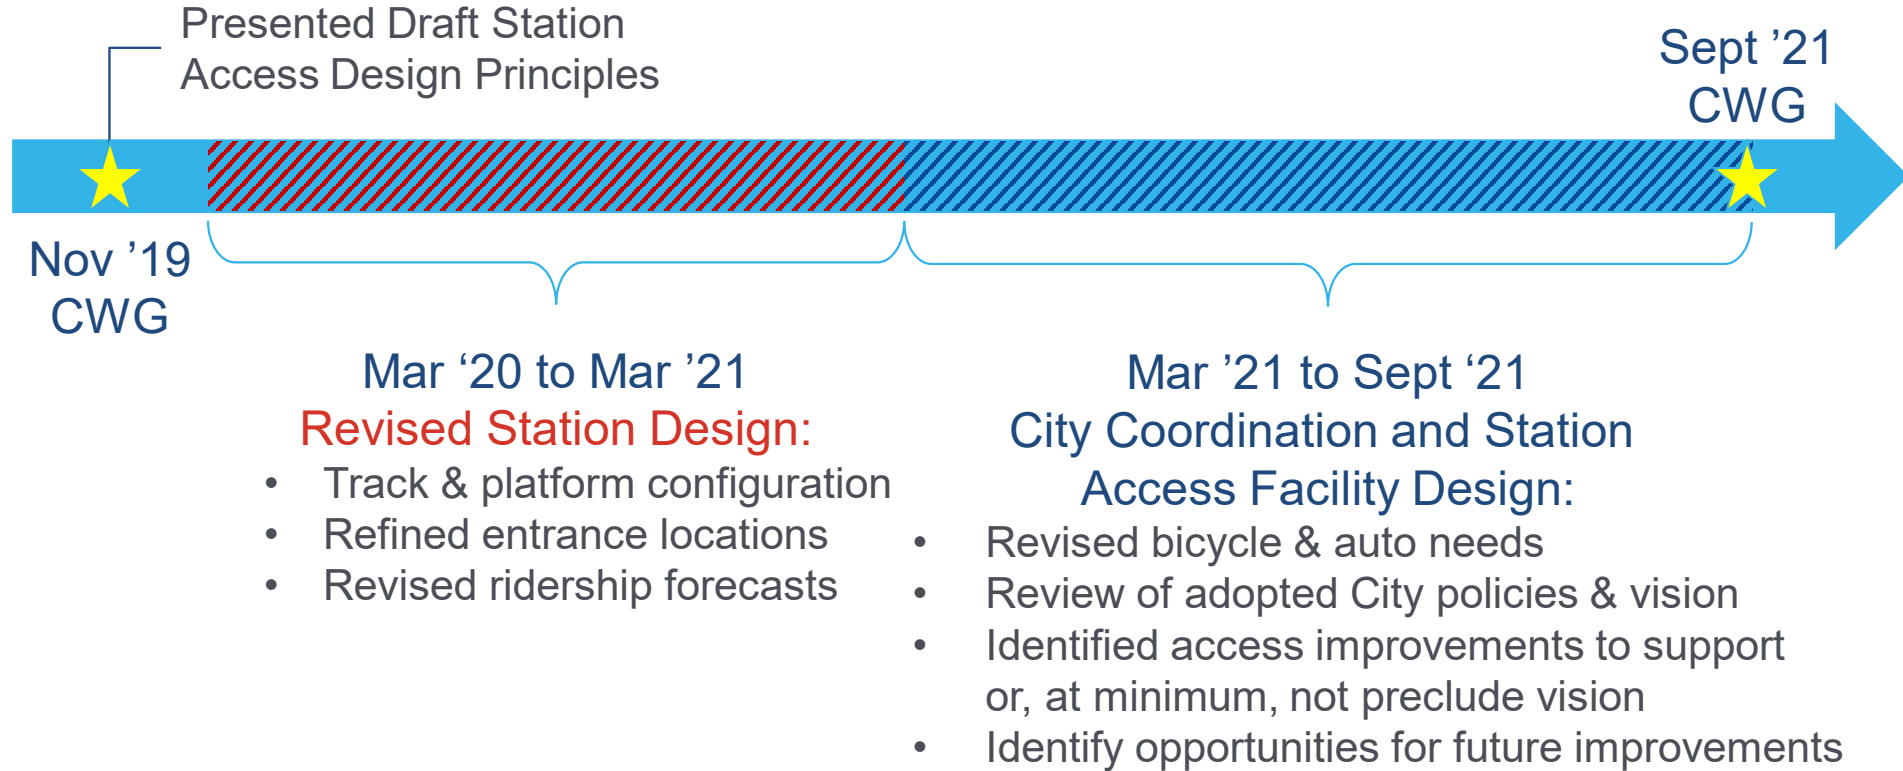 Presented Draft Station
Access Design Principles
Sept ’21
CWG
Nov ’19
CWG
Mar ‘20 to Mar ’21
Revised Station Design:
• Track & platform configuration
• Refined entrance locations
• Revised ridership forecasts
Mar ’21 to Sept ‘21
City Coordination and Station
Access Facility Design:
• Revised bicycle & auto needs
• Review of adopted City policies & vision
• Identified access improvements to support
or, at minimum, not preclude vision
• Identify opportunities for future improvements